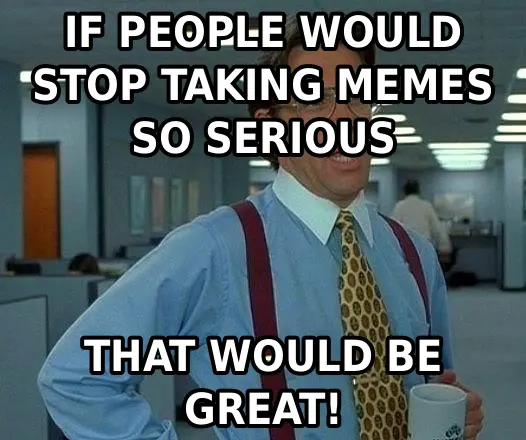 IF PEOPLE WOULD
STOP TAKING MEMES
SO SERIOUS
THAT WOULD BE
GREAT!